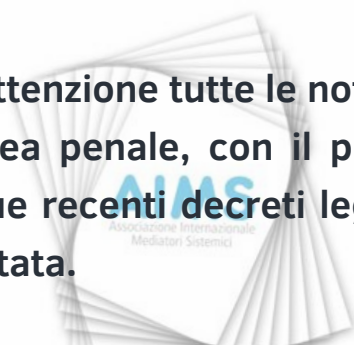 ttenzione tutte le not
ea penale, con il p
ue recenti decreti leg
AIMS
Associazione Internazionale
Mediatori Sistemici
tata.